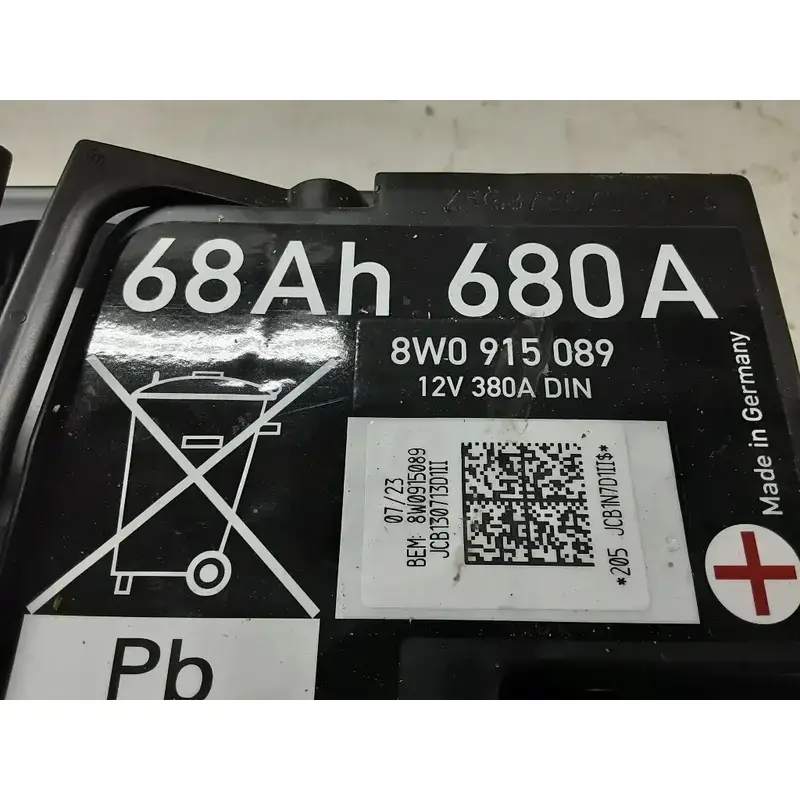 68Ah 680A
8W0 915 089
12V 380A DIN
Made in Germany
07/23
BEM: 8W0915089
JCB130713D1II
*205 JCB1N7D1II$*
Pb